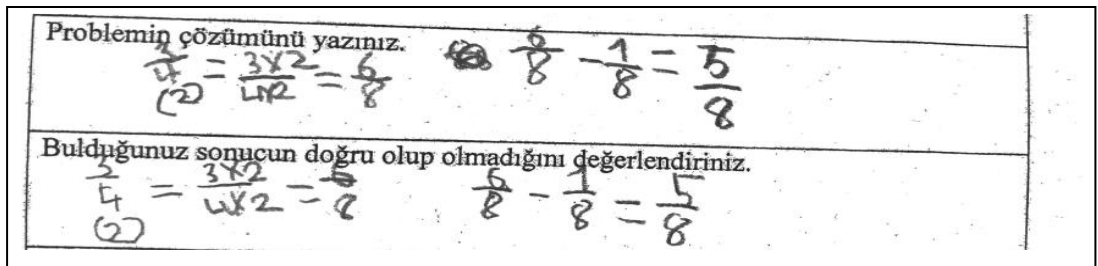 Problemin çözümünü yazınız.
3/4 = 3x2/4x2 = 6/8   6/8 - 1/8 = 5/8
(2)
Bulduğunuz sonucun doğru olup olmadığını değerlendiriniz.
3/4 = 3x2/4x2 = 6/8   6/8 - 1/8 = 5/8
(2)